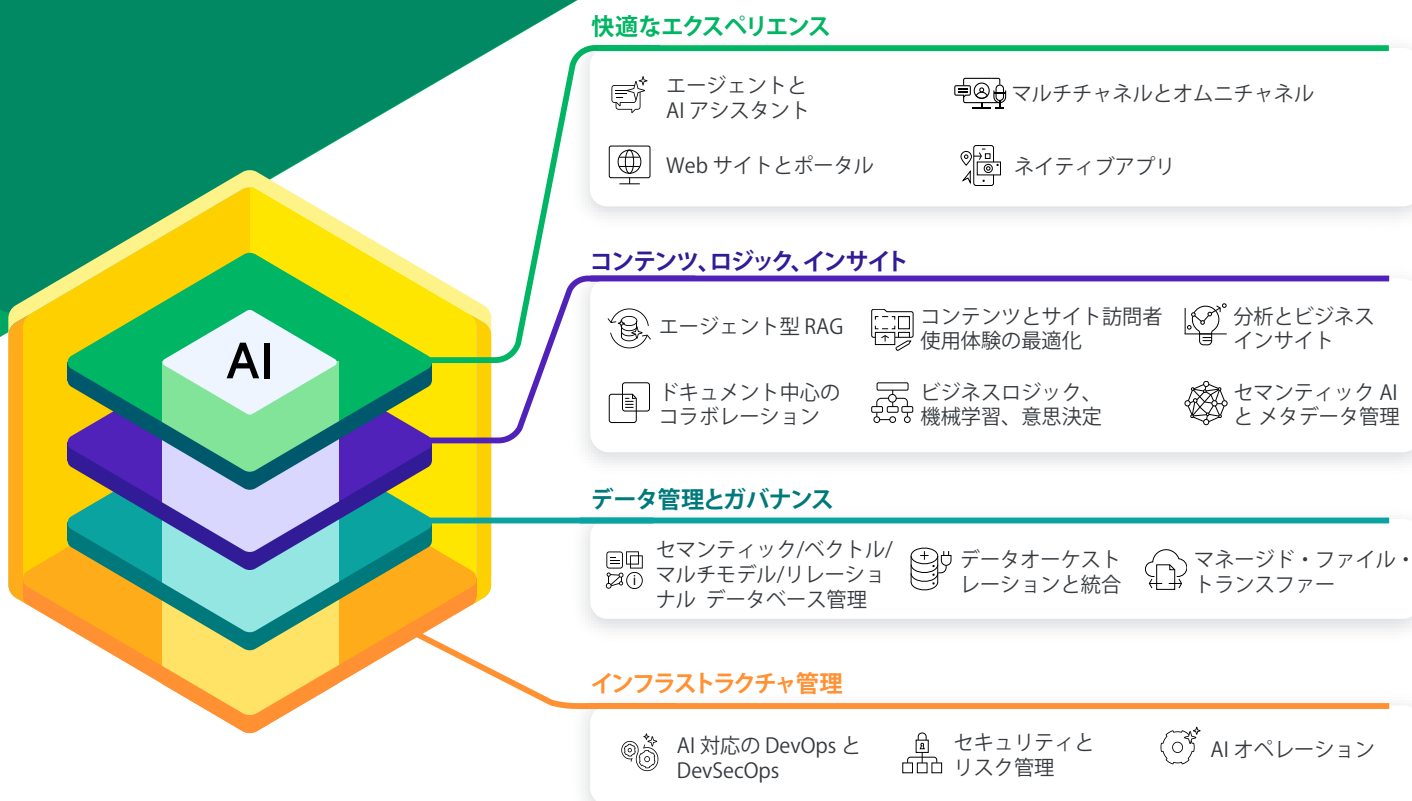 快適なエクスペリエンス
エージェントと
AI アシスタント
マルチチャネルとオムニチャネル
Web サイトとポータル
ネイティブアプリ
コンテンツ、ロジック、インサイト
エージェント型 RAG
コンテンツとサイト訪問者
使用体験の最適化
分析とビジネス
インサイト
ドキュメント中心の
コラボレーション
ビジネスロジック、
機械学習、意思決定
セマンティック AI
と メタデータ管理
AI
データ管理とガバナンス
セマンティック/ベクトル/
マルチモデル/リレーショ
ナル データベース管理
データオーケスト
レーションと統合
マネージド・ファイル・
トランスファー
インフラストラクチャ管理
AI 対応の DevOps と
DevSecOps
セキュリティと
リスク管理
AI オペレーション